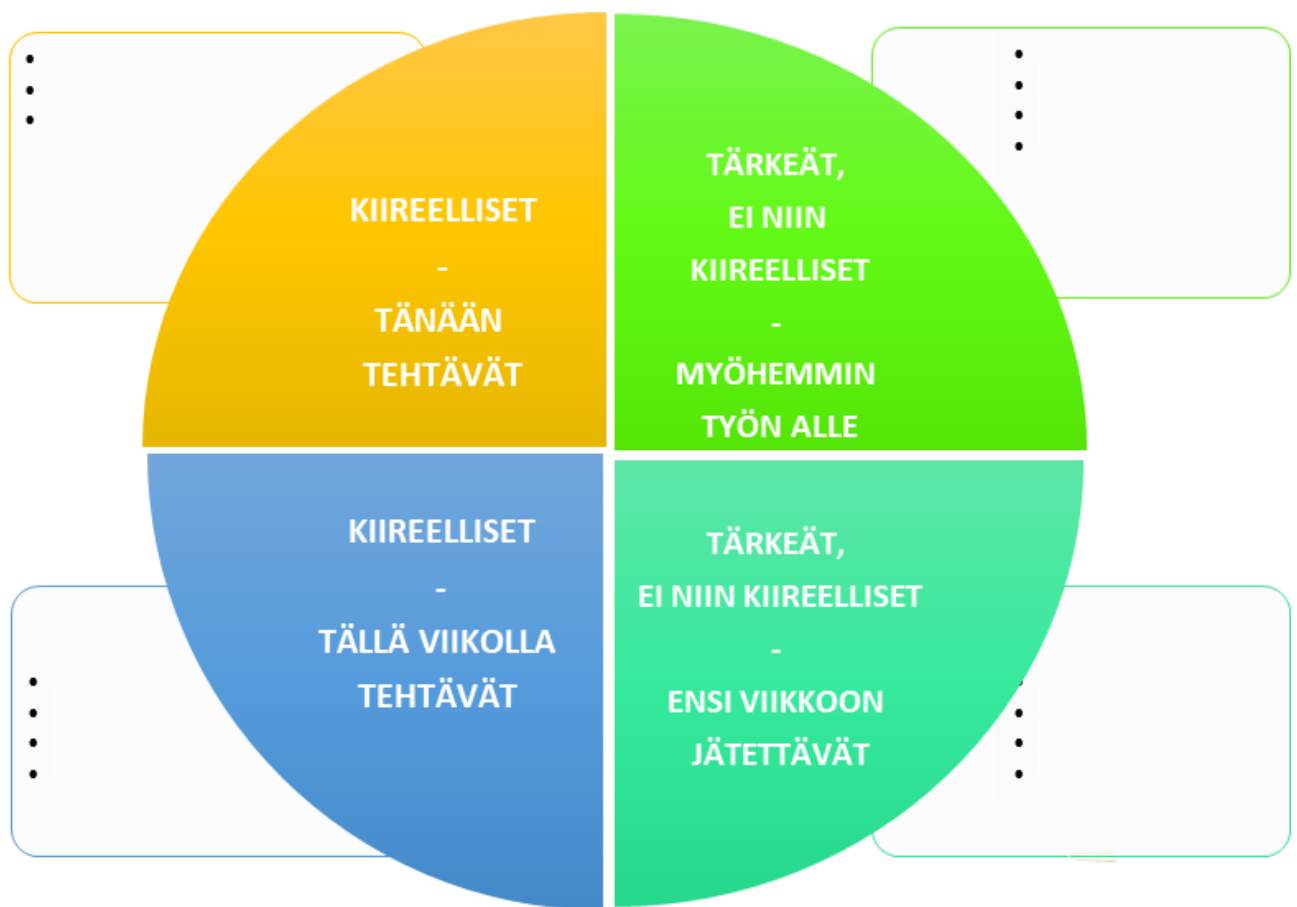 KIIREELLISET
-
TÄNÄÄN
TEHTÄVÄT
TÄRKEÄT,
EI NIIN
KIIREELLISET
-
MYÖHEMMIN
TYÖN ALLE
KIIREELLISET
-
TÄLLÄ VIIKOLLA
TEHTÄVÄT
TÄRKEÄT,
EI NIIN KIIREELLISET
-
ENSI VIIKKOON
JÄTETTÄVÄT